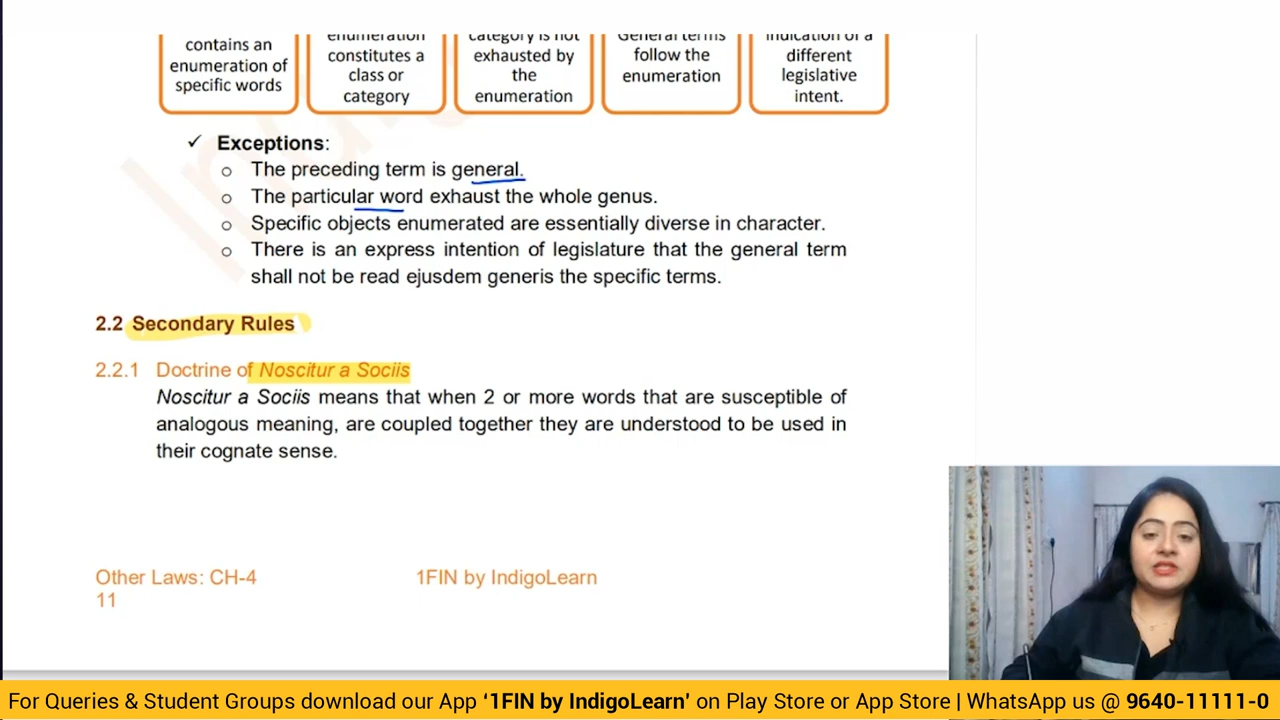 contains an
enumeration of
specific words
enumeration
constitutes a
class or
category
category is not
exhausted by
the
enumeration
General terms
follow the
enumeration
indication of a
different
legislative
intent.
✓ Exceptions:
o The preceding term is general.
o The particular word exhaust the whole genus.
o Specific objects enumerated are essentially diverse in character.
o There is an express intention of legislature that the general term
shall not be read ejusdem generis the specific terms.
2.2 Secondary Rules
2.2.1 Doctrine of Noscitur a Sociis
Noscitur a Sociis means that when 2 or more words that are susceptible of
analogous meaning, are coupled together they are understood to be used in
their cognate sense.
Other Laws: CH-4
1FIN by IndigoLearn
11
For Queries & Student Groups download our App ‘1FIN by IndigoLearn’ on Play Store or App Store | WhatsApp us @ 9640-11111-0